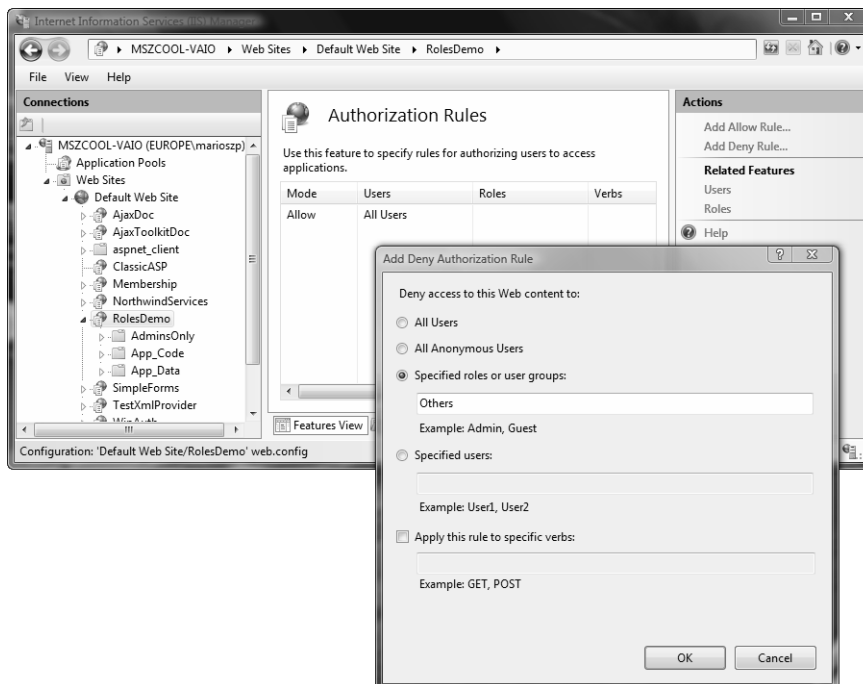 Internet Information Services (IIS) Manager
MSZCOOL-VAIO Web Sites Default Web Site RolesDemo
File View Help
Connections
MSZCOOL-VAIO (EUROPE\marioszp)
Application Pools
Web Sites
Default Web Site
AjaxDoc
AjaxToolkitDoc
aspnet_client
ClassicASP
Membership
NorthwindServices
RolesDemo
AdminsOnly
App_Code
App_Data
SimpleForms
TestXmlProvider
WinAuth
Authorization Rules
Use this feature to specify rules for authorizing users to access
applications.
Mode Users Roles Verbs
Allow All Users
Features View
Actions
Add Allow Rule...
Add Deny Rule...
Related Features
Users
Roles
Help
Configuration: 'Default Web Site/RolesDemo' web.config
Add Deny Authorization Rule
Deny access to this Web content to:
All Users
All Anonymous Users
Specified roles or user groups:
Others
Example: Admin, Guest
Specified users:
Example: User1, User2
Apply this rule to specific verbs:
Example: GET, POST
OK Cancel